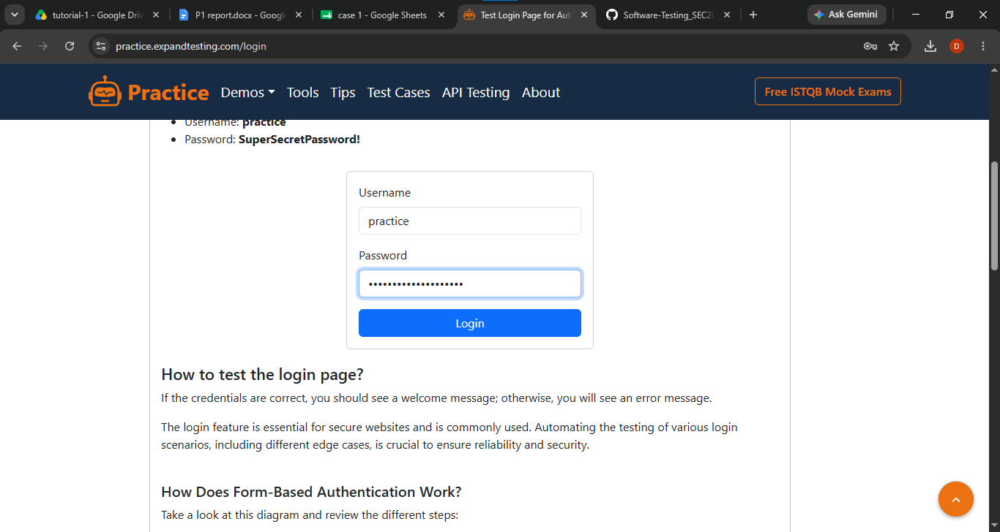 tutorial-1 - Google Driv
P1 report.docx - Google
case 1 - Google Sheets
Test Login Page for Aut
Software-Testing_SEC20
Ask Gemini
practice.expandtesting.com/login
D
Practice
Demos
Tools
Tips
Test Cases
API Testing
About
Free ISTQB Mock Exams
Username: practice
Password: SuperSecretPassword!
Username
practice
Password
••••••••••••••••••••
Login
How to test the login page?
If the credentials are correct, you should see a welcome message; otherwise, you will see an error message.
The login feature is essential for secure websites and is commonly used. Automating the testing of various login
scenarios, including different edge cases, is crucial to ensure reliability and security.
How Does Form-Based Authentication Work?
Take a look at this diagram and review the different steps: